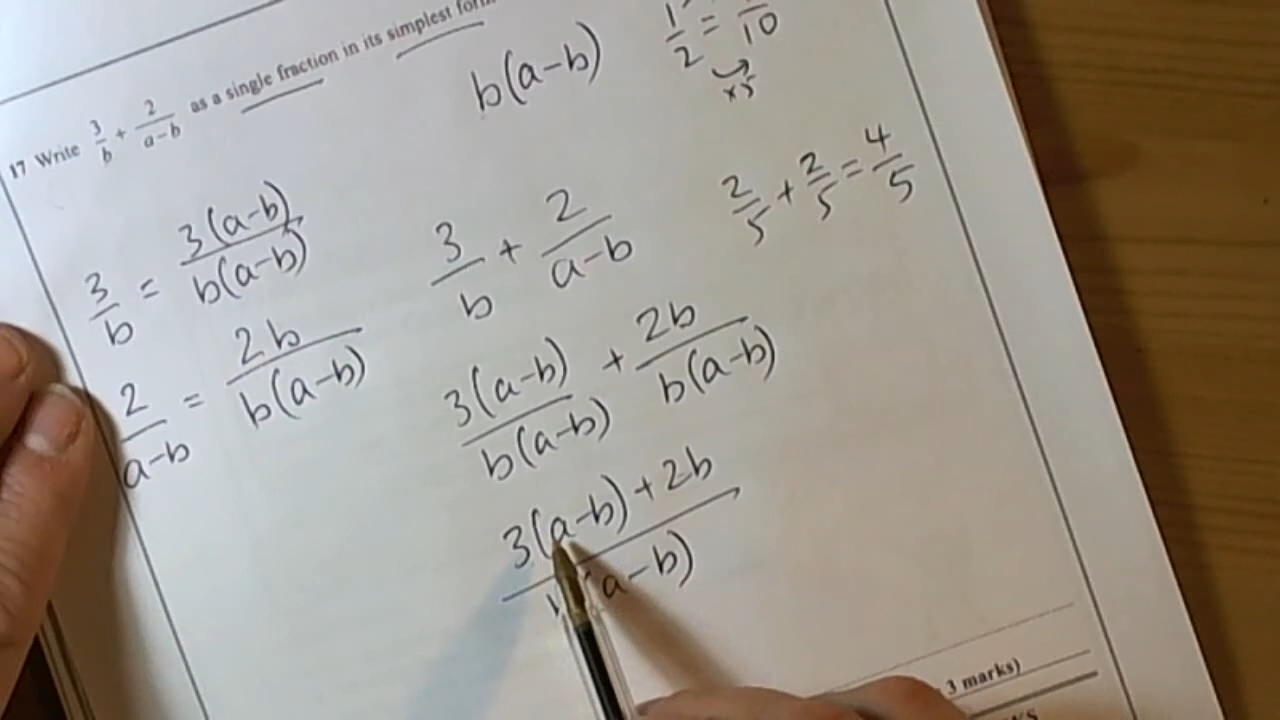 17 Write 3/b + 2/(a−b) as a single fraction in its simplest form.
b(a−b)
1/2 = /10
×5
3/b = 3(a−b)/b(a−b)
2/(a−b) = 2b/b(a−b)
3/b + 2/(a−b)
3(a−b)/b(a−b) + 2b/b(a−b)
3(a−b)+2b/(a−b)
2/5 + 2/5 = 4/5
3 marks)